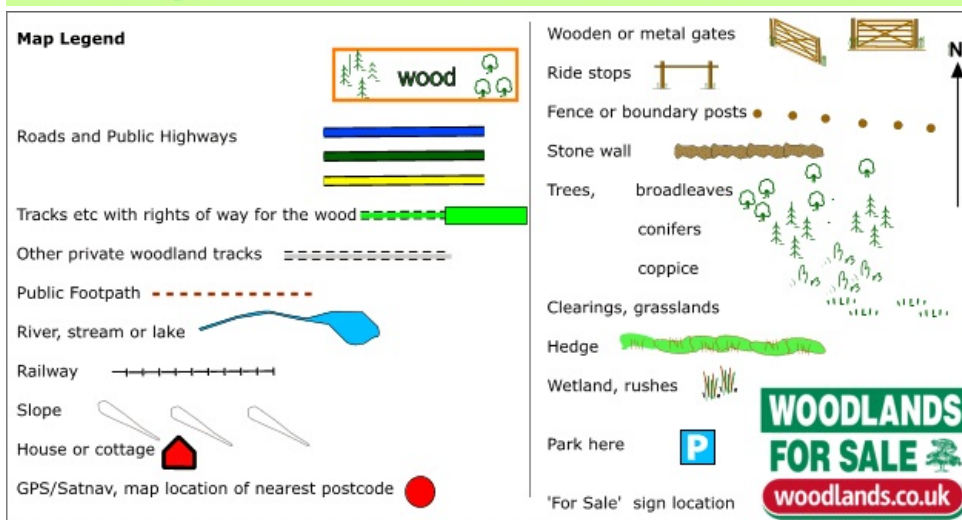 Map Legend
wood
Roads and Public Highways
Tracks etc with rights of way for the wood
Other private woodland tracks
Public Footpath
River, stream or lake
Railway
Slope
House or cottage
GPS/Satnav, map location of nearest postcode
Wooden or metal gates
N
Ride stops
Fence or boundary posts
Stone wall
Trees, broadleaves
conifers
coppice
Clearings, grasslands
Hedge
Wetland, rushes
Park here
P
'For Sale' sign location
WOODLANDS
FOR SALE
woodlands.co.uk